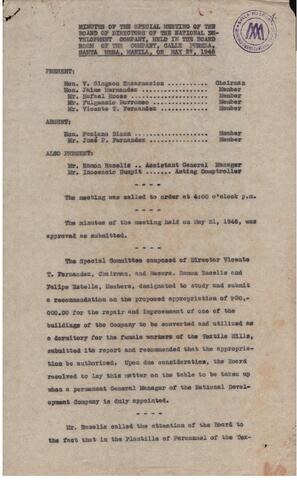 MINUTES OF THE SPECIAL MEETING OF THE
BOARD OF DIRECTORS OF THE NATIONAL DE-
VELOPMENT COMPANY, HELD IN THE BOARD
ROOM OF THE COMPANY, CALLE PUREZA,
SANTA MESA, MANILA, ON MAY 27, 1946
PRESENT:
Hon. V. Singson Encarnacion Chairman
Hon. Jaime Hernandez Member
Mr. Rafael Roces Member
Mr. Fulgencio Borromeo Member
Mr. Vicente T. Fernandez Member
ABSENT:
Hon. Member
Mr. José P. Fernandez Member
ALSO PRESENT:
Mr. Ramon .. Assistant General Manager
Mr. Inocencio ...... Acting Comptroller
- - - -
The meeting was called to order at 4:00 o'clock p.m.
- - - -
The minutes of the meeting held on May 21, 1946, was
approved as submitted.
- - - -
The Special Committee composed of Director Vicente
T. Fernandez, Chairman, and Messrs. Ramon and
Felipe Estella, Members, designated to study and submit
a recommendation on the proposed appropriation of
000.00 for the repair and improvement of one of the
buildings of the Company to be converted and utilized as
a dormitory for the female workers of the Textile Mills,
submitted its report and recommended that the appropria-
tion be authorized. Upon due consideration, the Board
resolved to lay this matter on the table to be taken up
when a permanent General Manager of the National Devel-
opment Company is duly appointed.
- - - -
Mr. called the attention of the Board to
the fact that in the Plantilla of Personnel of the Tex-